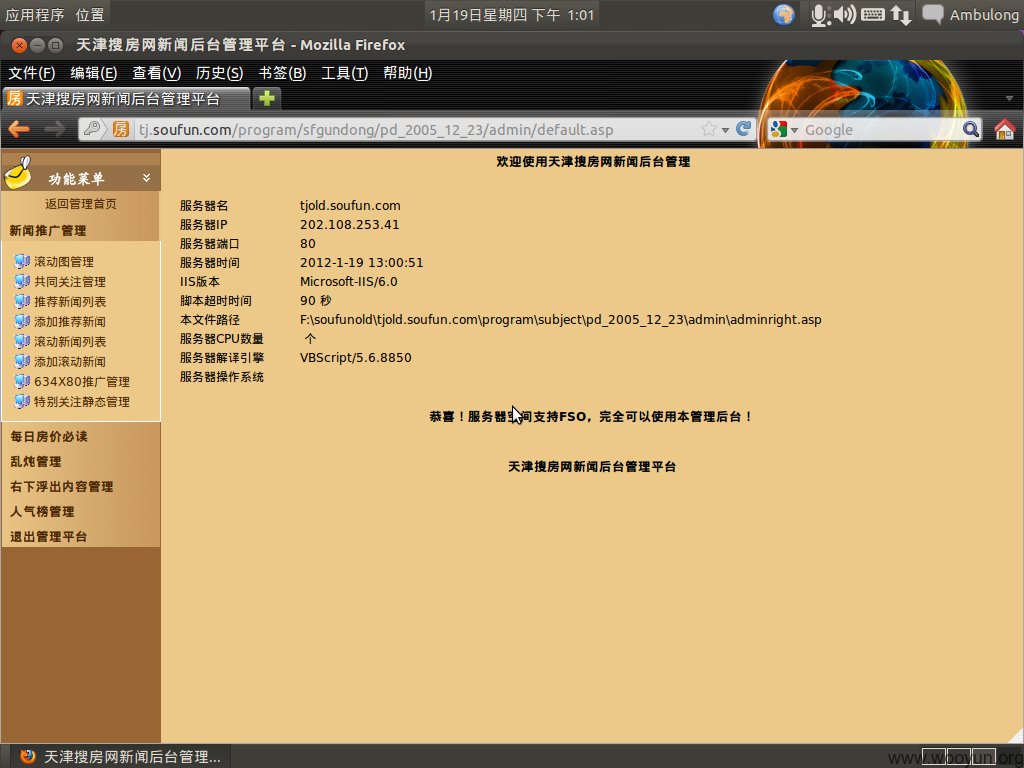 应用程序 位置 1月19日星期四 下午 1:01 Ambulong
天津搜房网新闻后台管理平台 - Mozilla Firefox
文件(F) 编辑(E) 查看(V) 历史(S) 书签(B) 工具(T) 帮助(H)
房 天津搜房网新闻后台管理平台
房 tj.soufun.com/program/sfgundong/pd_2005_12_23/admin/default.asp Google
功能菜单
返回管理首页
新闻推广管理
滚动图管理
共同关注管理
推荐新闻列表
添加推荐新闻
滚动新闻列表
添加滚动新闻
634X80推广管理
特别关注静态管理
每日房价必读
乱炖管理
右下浮出内容管理
人气榜管理
退出管理平台
欢迎使用天津搜房网新闻后台管理
服务器名 tjold.soufun.com
服务器IP 202.108.253.41
服务器端口 80
服务器时间 2012-1-19 13:00:51
IIS版本 Microsoft-IIS/6.0
脚本超时时间 90 秒
本文件路径 F:\soufunold\tjold.soufun.com\program\subject\pd_2005_12_23\admin\adminright.asp
服务器CPU数量 个
服务器解译引擎 VBScript/5.6.8850
服务器操作系统
恭喜！服务器空间支持FSO，完全可以使用本管理后台！
天津搜房网新闻后台管理平台
天津搜房网新闻后台管理...
www.wooyun.org